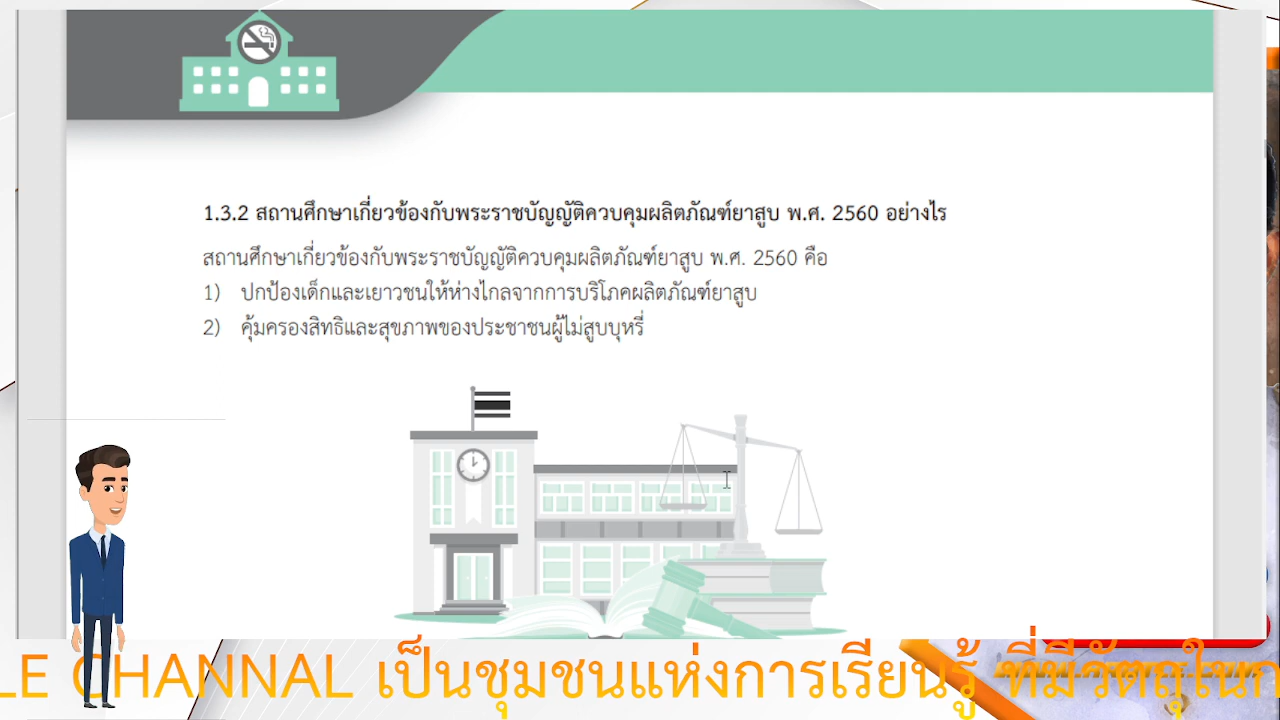 1.3.2 สถานศึกษาเกี่ยวข้องกับพระราชบัญญัติควบคุมผลิตภัณฑ์ยาสูบ พ.ศ. 2560 อย่างไร
สถานศึกษาเกี่ยวข้องกับพระราชบัญญัติควบคุมผลิตภัณฑ์ยาสูบ พ.ศ. 2560 คือ
1) ปกป้องเด็กและเยาวชนให้ห่างไกลจากการบริโภคผลิตภัณฑ์ยาสูบ
2) คุ้มครองสิทธิและสุขภาพของประชาชนผู้ไม่สูบบุหรี่
LE CHANNAL เป็นชุมชนแห่งการเรียนรู้ ที่มีวัตถุใน